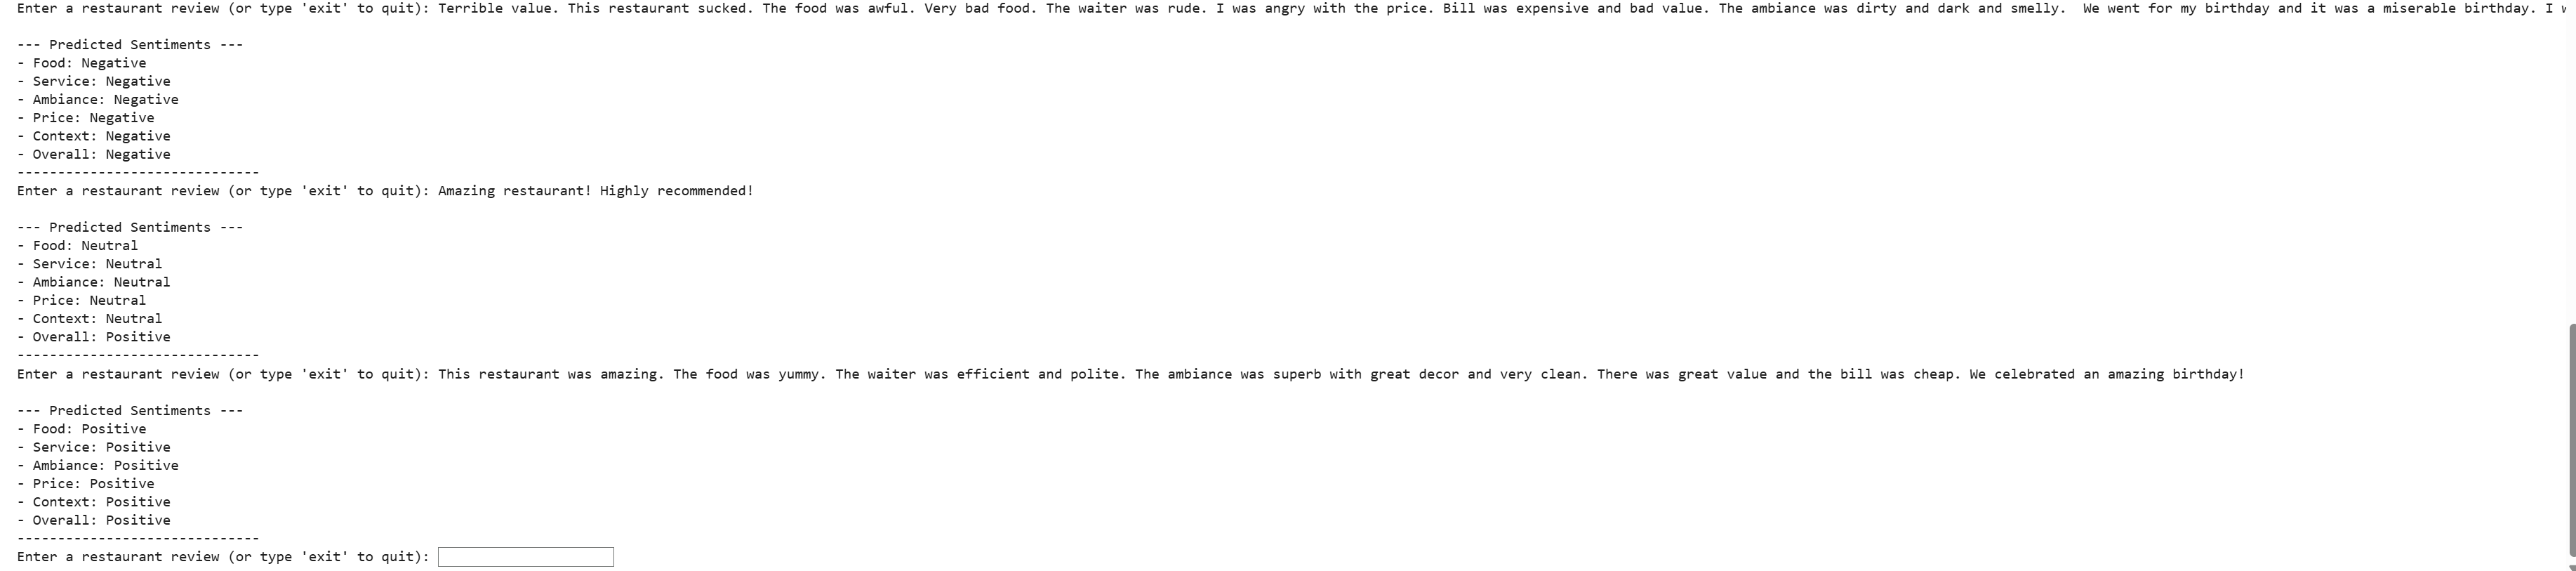 Enter a restaurant review (or type 'exit' to quit): Terrible value. This restaurant sucked. The food was awful. Very bad food. The waiter was rude. I was angry with the price. Bill was expensive and bad value. The ambiance was dirty and dark and smelly.  We went for my birthday and it was a miserable birthday. I
--- Predicted Sentiments ---
- Food: Negative
- Service: Negative
- Ambiance: Negative
- Price: Negative
- Context: Negative
- Overall: Negative
------------------------------
Enter a restaurant review (or type 'exit' to quit): Amazing restaurant! Highly recommended!
--- Predicted Sentiments ---
- Food: Neutral
- Service: Neutral
- Ambiance: Neutral
- Price: Neutral
- Context: Neutral
- Overall: Positive
------------------------------
Enter a restaurant review (or type 'exit' to quit): This restaurant was amazing. The food was yummy. The waiter was efficient and polite. The ambiance was superb with great decor and very clean. There was great value and the bill was cheap. We celebrated an amazing birthday!
--- Predicted Sentiments ---
- Food: Positive
- Service: Positive
- Ambiance: Positive
- Price: Positive
- Context: Positive
- Overall: Positive
------------------------------
Enter a restaurant review (or type 'exit' to quit):